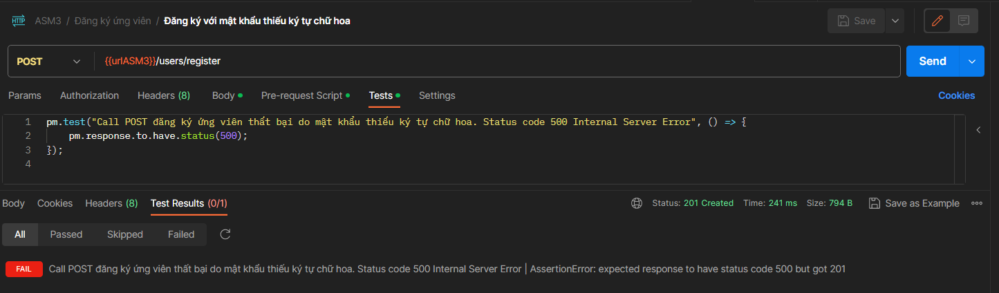 HTTP ASM3 / Đăng ký ứng viên / Đăng ký với mật khẩu thiếu ký tự chữ hoa Save
POST {{urlASM3}}/users/register Send
Params Authorization Headers (8) Body Pre-request Script Tests Settings Cookies
1 pm.test("Call POST đăng ký ứng viên thất bại do mật khẩu thiếu ký tự chữ hoa. Status code 500 Internal Server Error", () => {
2 pm.response.to.have.status(500);
3 });
4
Body Cookies Headers (8) Test Results (0/1) Status: 201 Created Time: 241 ms Size: 794 B Save as Example
All Passed Skipped Failed
FAIL Call POST đăng ký ứng viên thất bại do mật khẩu thiếu ký tự chữ hoa. Status code 500 Internal Server Error | AssertionError: expected response to have status code 500 but got 201